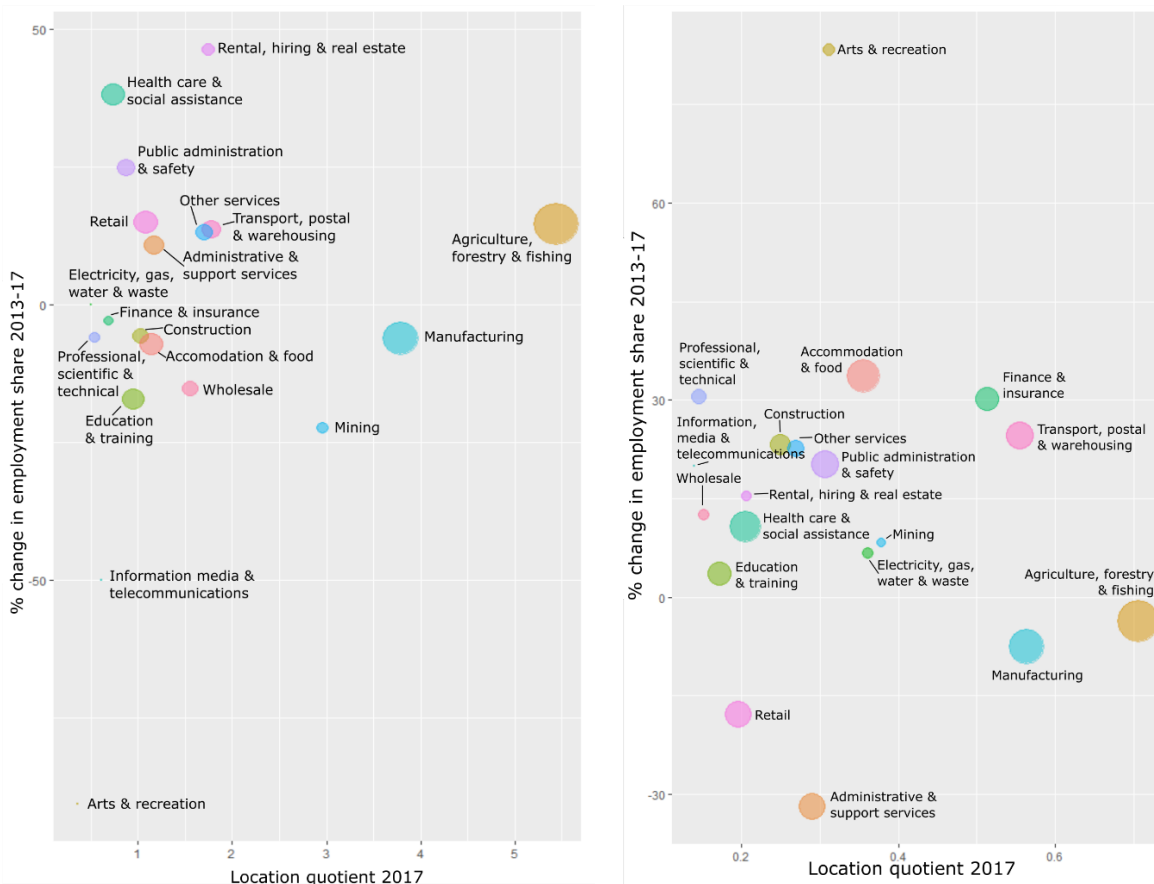 % change in employment share 2013-17
50
0
-50
Rental, hiring & real estate
Health care &
social assistance
Public administration
& safety
Other services
Retail
Transport, postal
& warehousing
Agriculture,
forestry & fishing
Administrative &
support services
Electricity, gas,
water & waste
Finance & insurance
Construction
Manufacturing
Professional,
scientific &
technical
Accomodation & food
Wholesale
Education
& training
Mining
Information media &
telecommunications
Arts & recreation
1
2
3
4
5
Location quotient 2017
% change in employment share 2013-17
60
30
0
-30
Arts & recreation
Professional,
scientific &
technical
Accommodation
& food
Finance &
insurance
Information,
media &
telecommunications
Construction
Other services
Transport, postal
& warehousing
Public administration
& safety
Wholesale
Rental, hiring & real estate
Health care &
social assistance
Mining
Education
& training
Electricity, gas,
water & waste
Agriculture, forestry
& fishing
Manufacturing
Retail
Administrative &
support services
0.2
0.4
0.6
Location quotient 2017